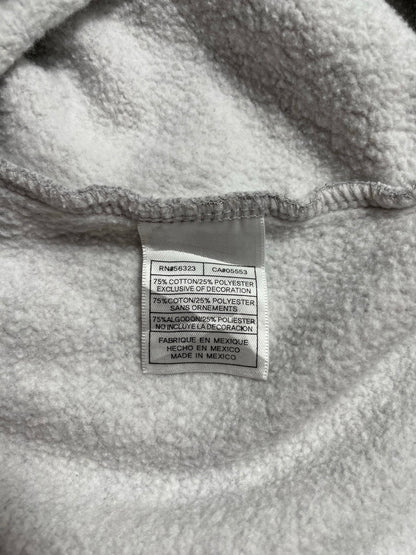 RN#56323 CA#05553
75% COTTON/25% POLYESTER
EXCLUSIVE OF DECORATION
75%COTON/25% POLYESTER
SANS ORNEMENTS
75%ALGODON/25% POLIESTER
NO INCLUYE LA DECORACION
FABRIQUE EN MEXIQUE
HECHO EN MEXICO
MADE IN MEXICO